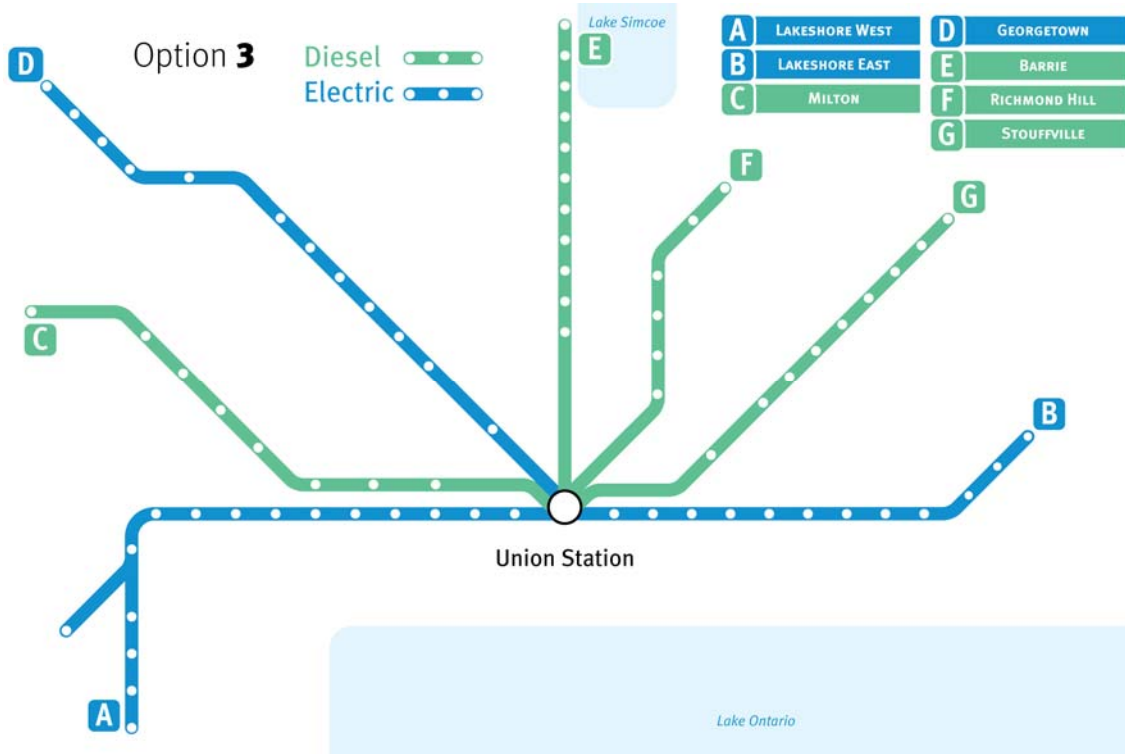 Option 3
Diesel
Electric
Lake Simcoe
A LAKESHORE WEST
B LAKESHORE EAST
C MILTON
D GEORGETOWN
E BARRIE
F RICHMOND HILL
G STOUFFVILLE
D
E
F
G
C
B
Union Station
A
Lake Ontario